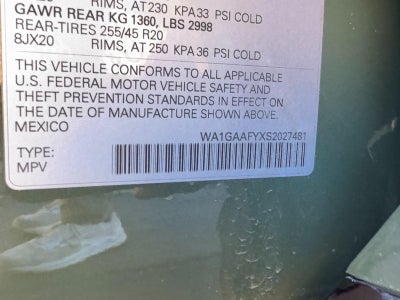 RIMS, AT 230 KPA33 PSI COLD
GAWR REAR KG 1360, LBS 2998
REAR-TIRES 255/45 R20
8JX20 RIMS, AT 250 KPA 36 PSI COLD
THIS VEHICLE CONFORMS TO ALL APPLICABLE
U.S. FEDERAL MOTOR VEHICLE SAFETY AND
THEFT PREVENTION STANDARDS IN EFFECT ON
THE DATE OF MANUFACTURE SHOWN ABOVE.
MEXICO
WA1GAAFYXS2027481
TYPE:
MPV